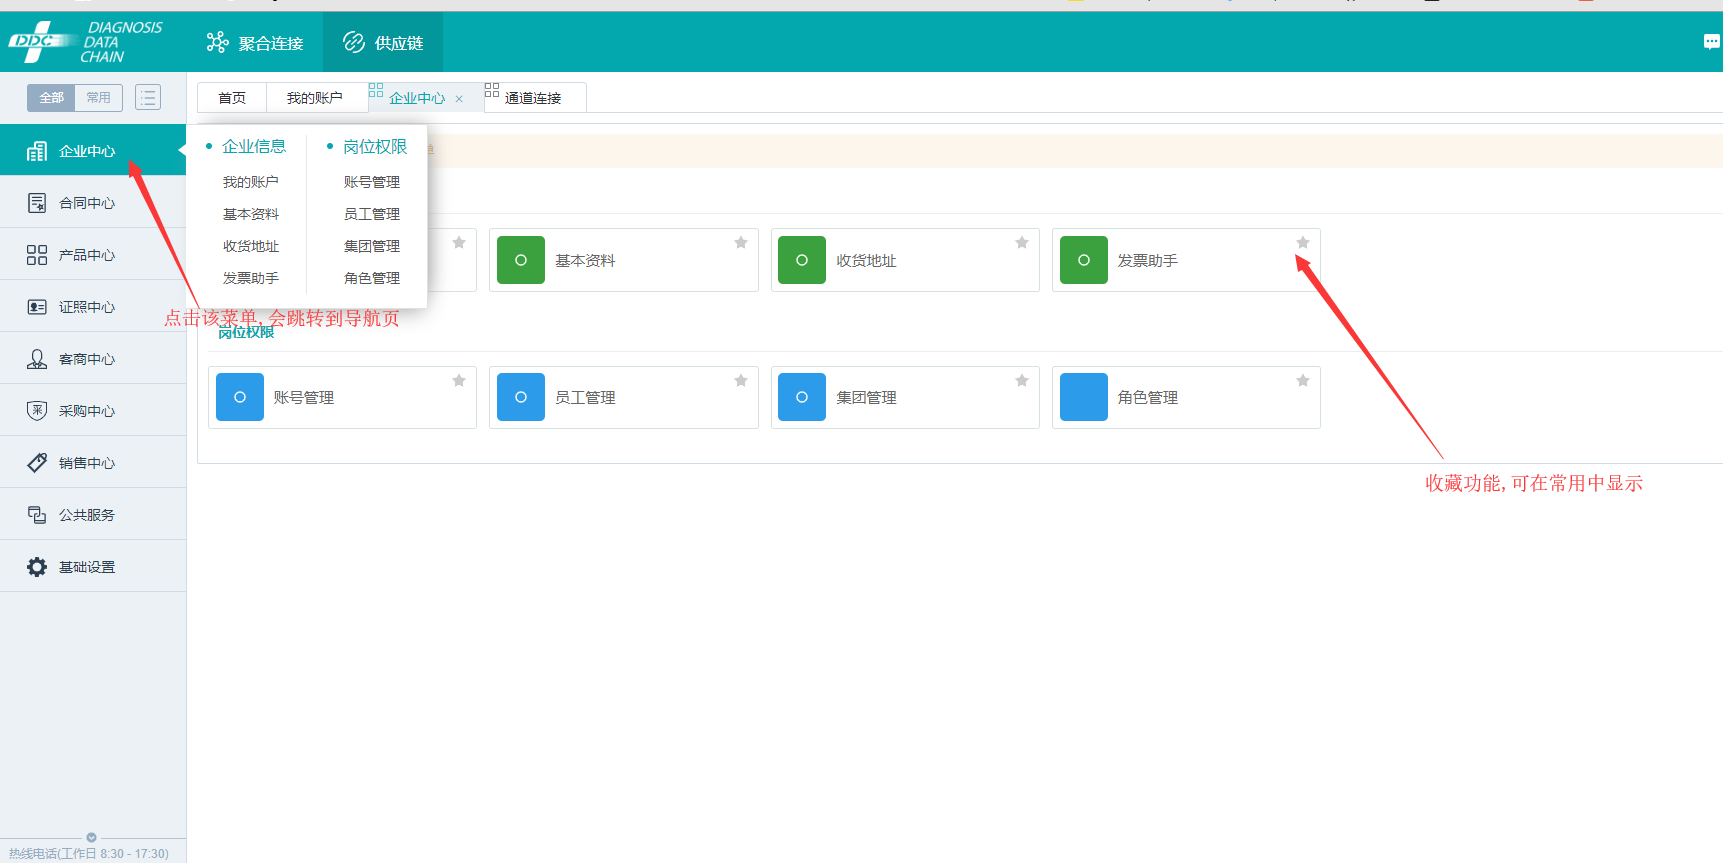 DDC
DIAGNOSIS
DATA
CHAIN
聚合连接
供应链
全部
常用
首页
我的账户
企业中心
通道连接
企业中心
合同中心
产品中心
证照中心
客商中心
采购中心
销售中心
公共服务
基础设置
企业信息
我的账户
基本资料
收货地址
发票助手
岗位权限
账号管理
员工管理
集团管理
角色管理
基本资料
收货地址
发票助手
点击该菜单,会跳转到导航页
岗位权限
账号管理
员工管理
集团管理
角色管理
收藏功能,可在常用中显示
热线电话(工作日 8:30 - 17:30)